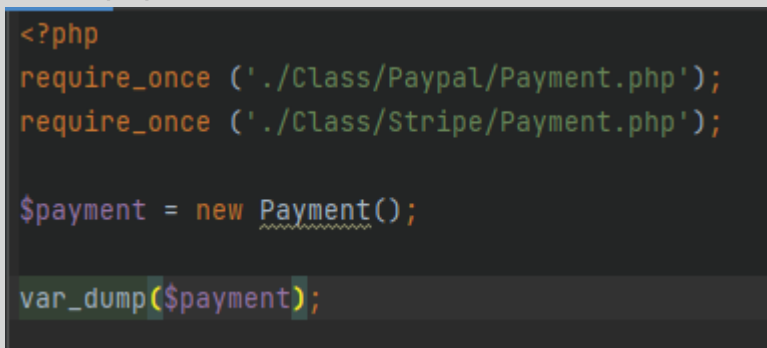 <?php
require_once ('./Class/Paypal/Payment.php');
require_once ('./Class/Stripe/Payment.php');
$payment = new Payment();
var_dump($payment);